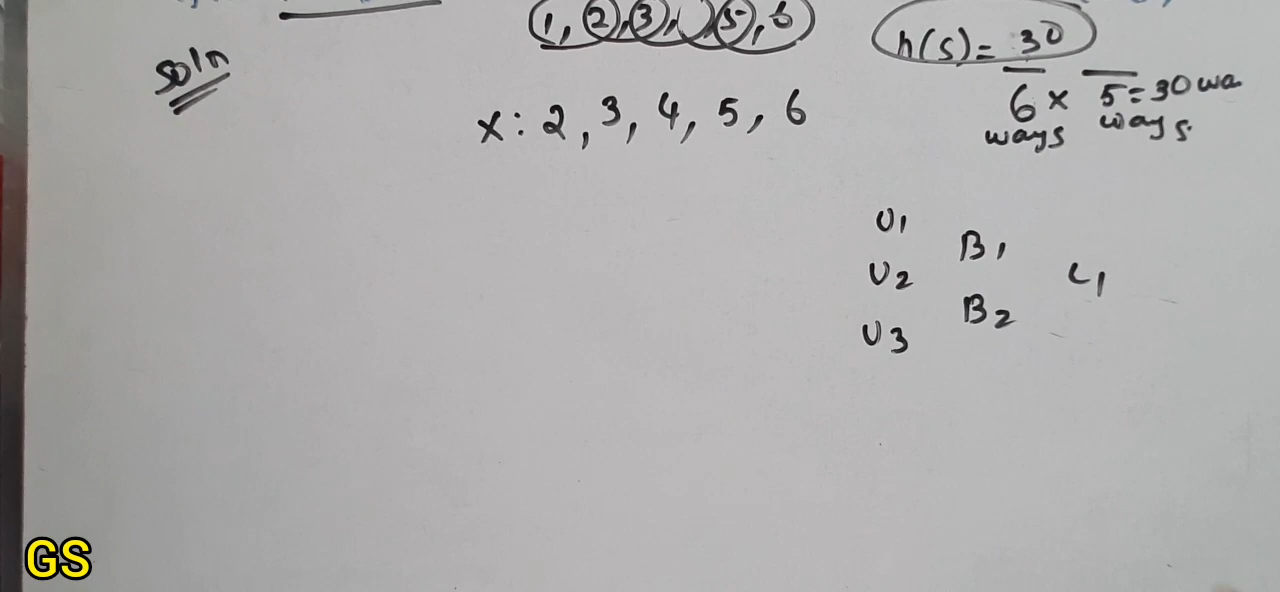 1, 2, 3, , 5, 6
n(s) = 30
Soln
6 × 5 = 30 wa
ways ways.
x: 2, 3, 4, 5, 6
U1
B1
U2
L1
B2
U3
GS